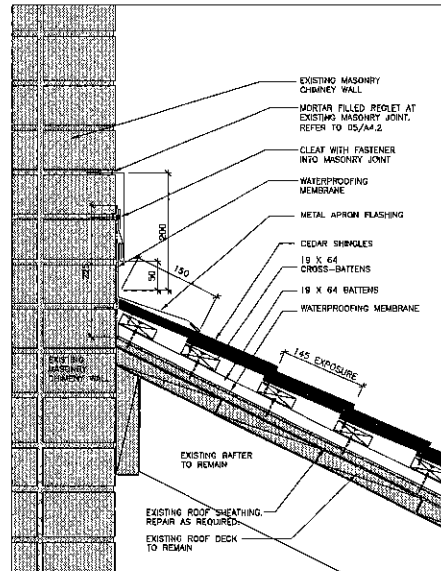 EXISTING MASONRY
CHIMNEY WALL
MORTAR FILLED REGLET AT
EXISTING MASONRY JOINT.
REFER TO 05/A4.2
CLEAT WITH FASTENER
INTO MASONRY JOINT
WATERPROOFING
MEMBRANE
METAL APRON FLASHING
CEDAR SHINGLES
19 X 64
CROSS-BATTENS
19 X 64 BATTENS
WATERPROOFING MEMBRANE
200
225
50
150
145 EXPOSURE
EXISTING
MASONRY
CHIMENY WALL
EXISTING RAFTER
TO REMAIN
EXISTING ROOF SHEATHING.
REPAIR AS REQUIRED.
EXISTING ROOF DECK
TO REMAIN